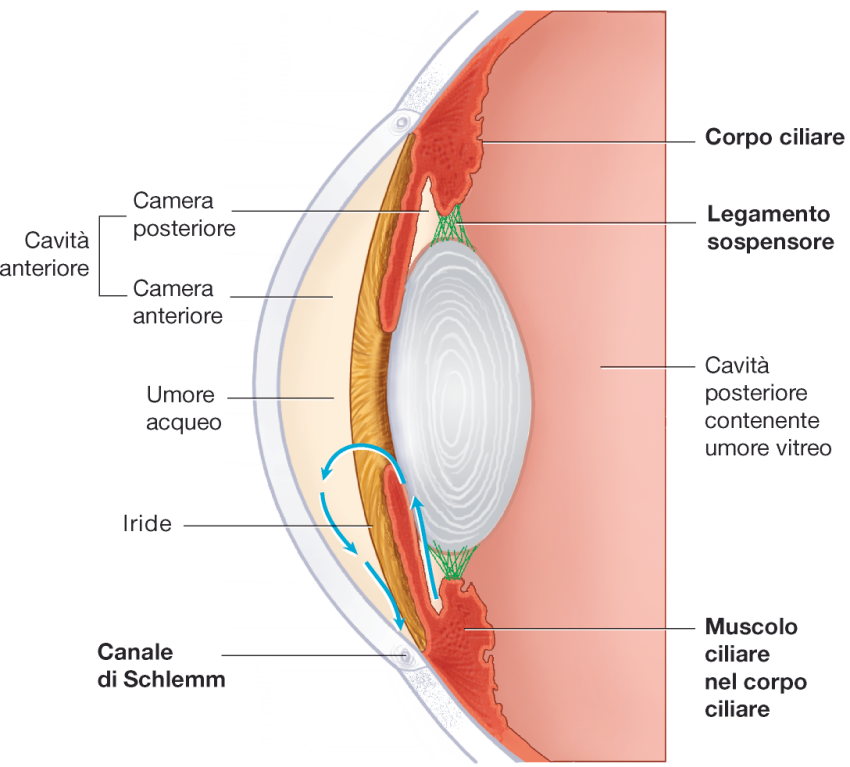 Corpo ciliare
Camera
posteriore
Legamento
sospensore
Cavità
anteriore
Camera
anteriore
Cavità
posteriore
contenente
umore vitreo
Umore
acqueo
Iride
Canale
di Schlemm
Muscolo
ciliare
nel corpo
ciliare